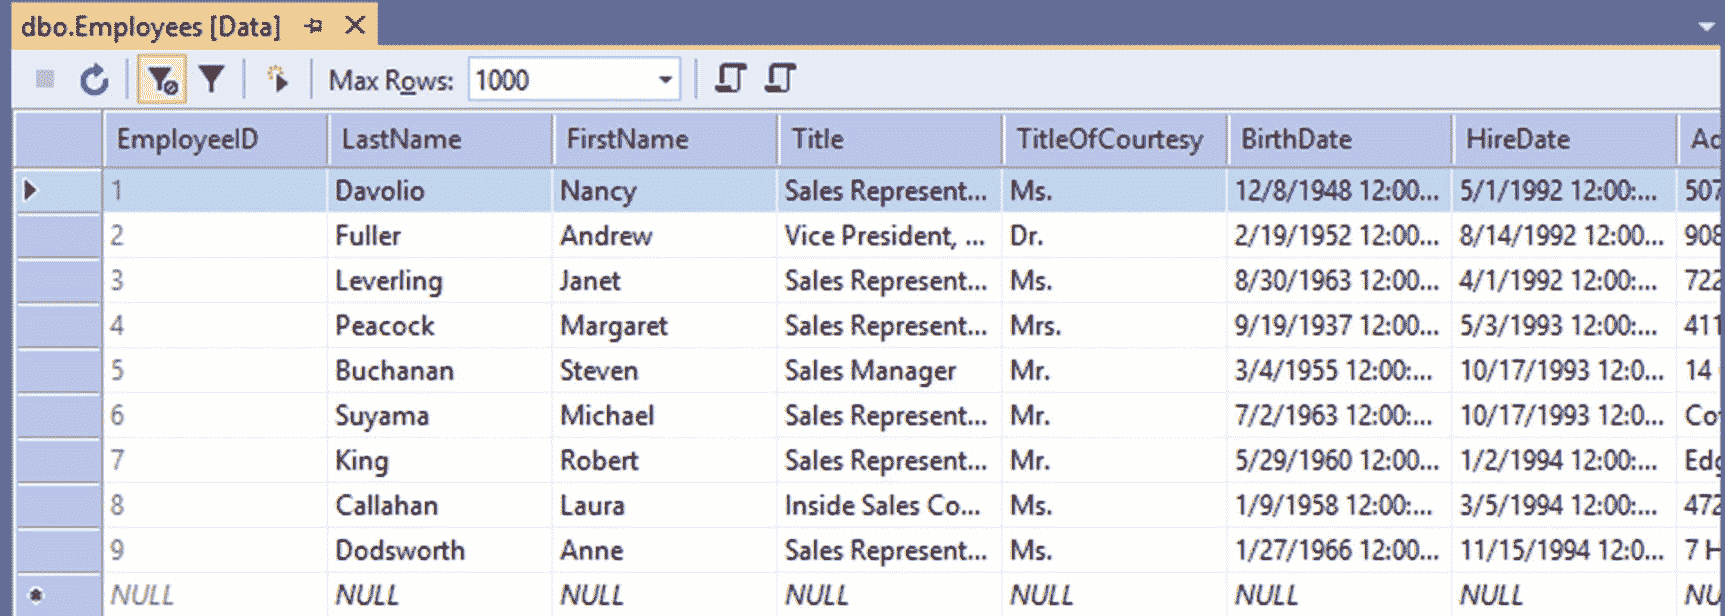 dbo.Employees [Data]
Max Rows: 1000
EmployeeID LastName FirstName Title TitleOfCourtesy BirthDate HireDate Ad
1 Davolio Nancy Sales Represent... Ms. 12/8/1948 12:00... 5/1/1992 12:00:... 507
2 Fuller Andrew Vice President, ... Dr. 2/19/1952 12:00... 8/14/1992 12:00... 908
3 Leverling Janet Sales Represent... Ms. 8/30/1963 12:00... 4/1/1992 12:00:... 722
4 Peacock Margaret Sales Represent... Mrs. 9/19/1937 12:00... 5/3/1993 12:00:... 411
5 Buchanan Steven Sales Manager Mr. 3/4/1955 12:00:... 10/17/1993 12:0... 14
6 Suyama Michael Sales Represent... Mr. 7/2/1963 12:00:... 10/17/1993 12:0... Co
7 King Robert Sales Represent... Mr. 5/29/1960 12:00... 1/2/1994 12:00:... Edg
8 Callahan Laura Inside Sales Co... Ms. 1/9/1958 12:00:... 3/5/1994 12:00:... 472
9 Dodsworth Anne Sales Represent... Ms. 1/27/1966 12:00... 11/15/1994 12:0... 7 H
NULL NULL NULL NULL NULL NULL NULL NU